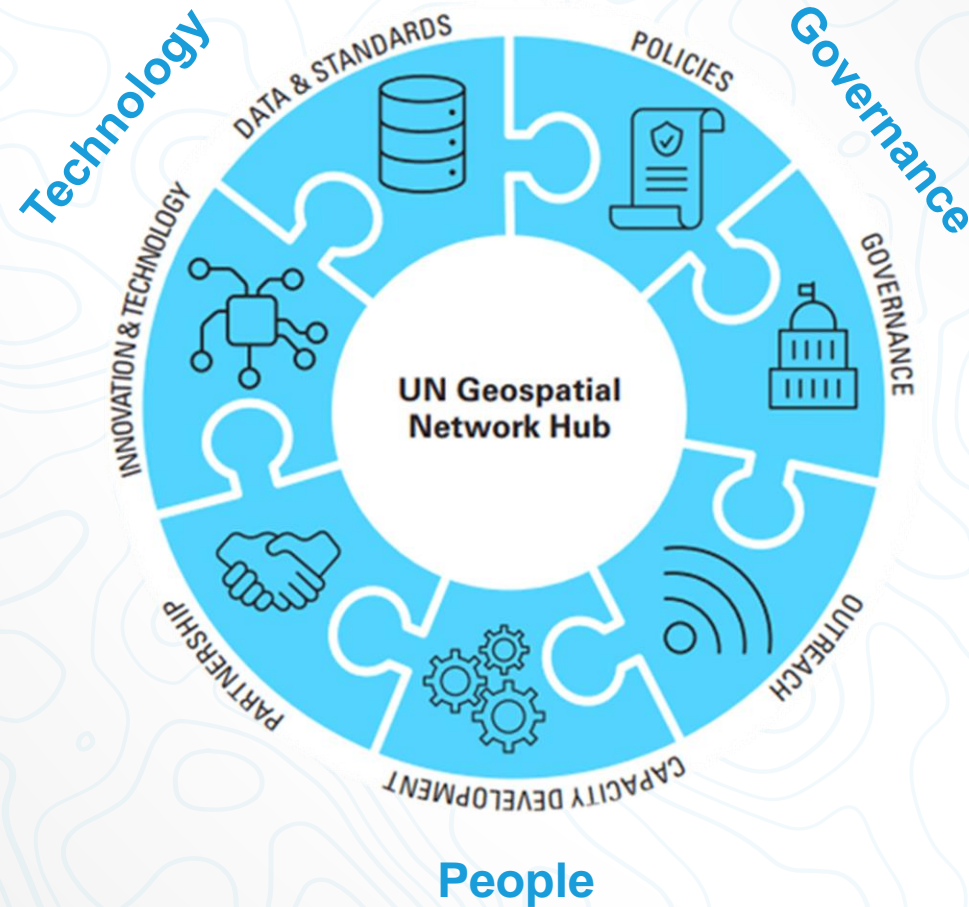 Technology
Governance
DATA & STANDARDS
POLICIES
INNOVATION & TECHNOLOGY
GOVERNANCE
UN Geospatial
Network Hub
PARTNERSHIP
OUTREACH
CAPACITY DEVELOPMENT
People